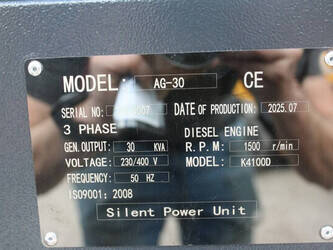 MODEL: AG-30 CE
SERIAL NO: DATE OF PRODUCTION: 2025.07
3 PHASE DIESEL ENGINE
GEN. OUTPUT: 30 KVA R.P.M: 1500 r/min
VOLTAGE: 230/400 V MODEL: K4100D
FREQUENCY: 50 HZ
ISO9001: 2008
Silent Power Unit